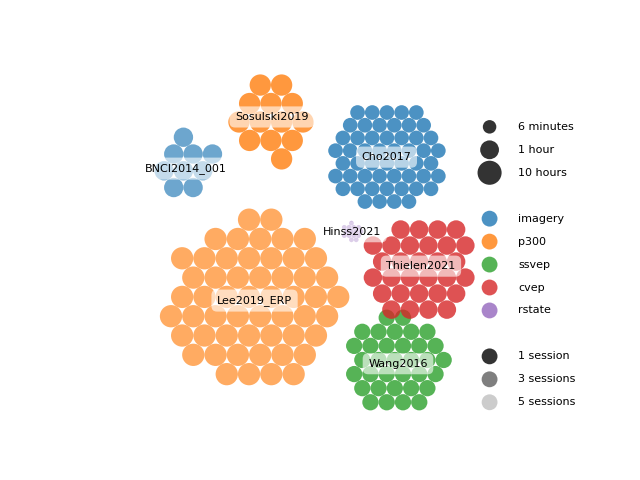 Sosulski2019
Cho2017
BNCI2014_001
Hinss2021
Thielen2021
Lee2019_ERP
Wang2016
6 minutes
1 hour
10 hours
imagery
p300
ssvep
cvep
rstate
1 session
3 sessions
5 sessions